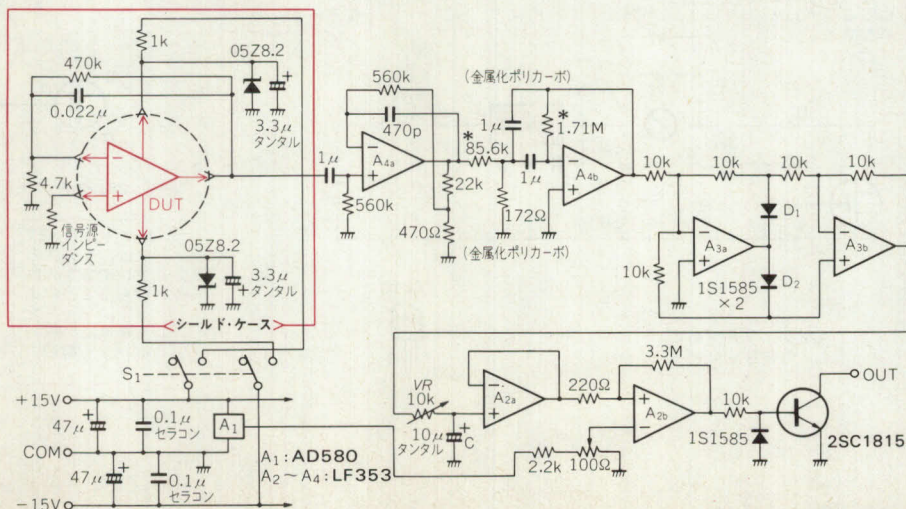 1k
05Z8.2
470k
0.022μ
3.3μ
タンタル
DUT
4.7k
信号源
インピー
ダンス
05Z8.2
3.3μ
タンタル
1k
シールド・ケース
1μ
560k
470p
A4a
560k
*
85.6k
22k
470Ω
(金属化ポリカーボ)
1μ
*
1.71M
1μ
A4b
172Ω
(金属化ポリカーボ)
10k
10k
10k
10k
D1
A3a
D2
A3b
10k
1S1585
×2
S1
+15V
47μ
0.1μ
セラコン
A1
COM
47μ
0.1μ
セラコン
-15V
A1:AD580
A2~A4:LF353
VR
10k
10μ
タンタル
C
A2a
220Ω
3.3M
A2b
2.2k
100Ω
10k
1S1585
OUT
2SC1815